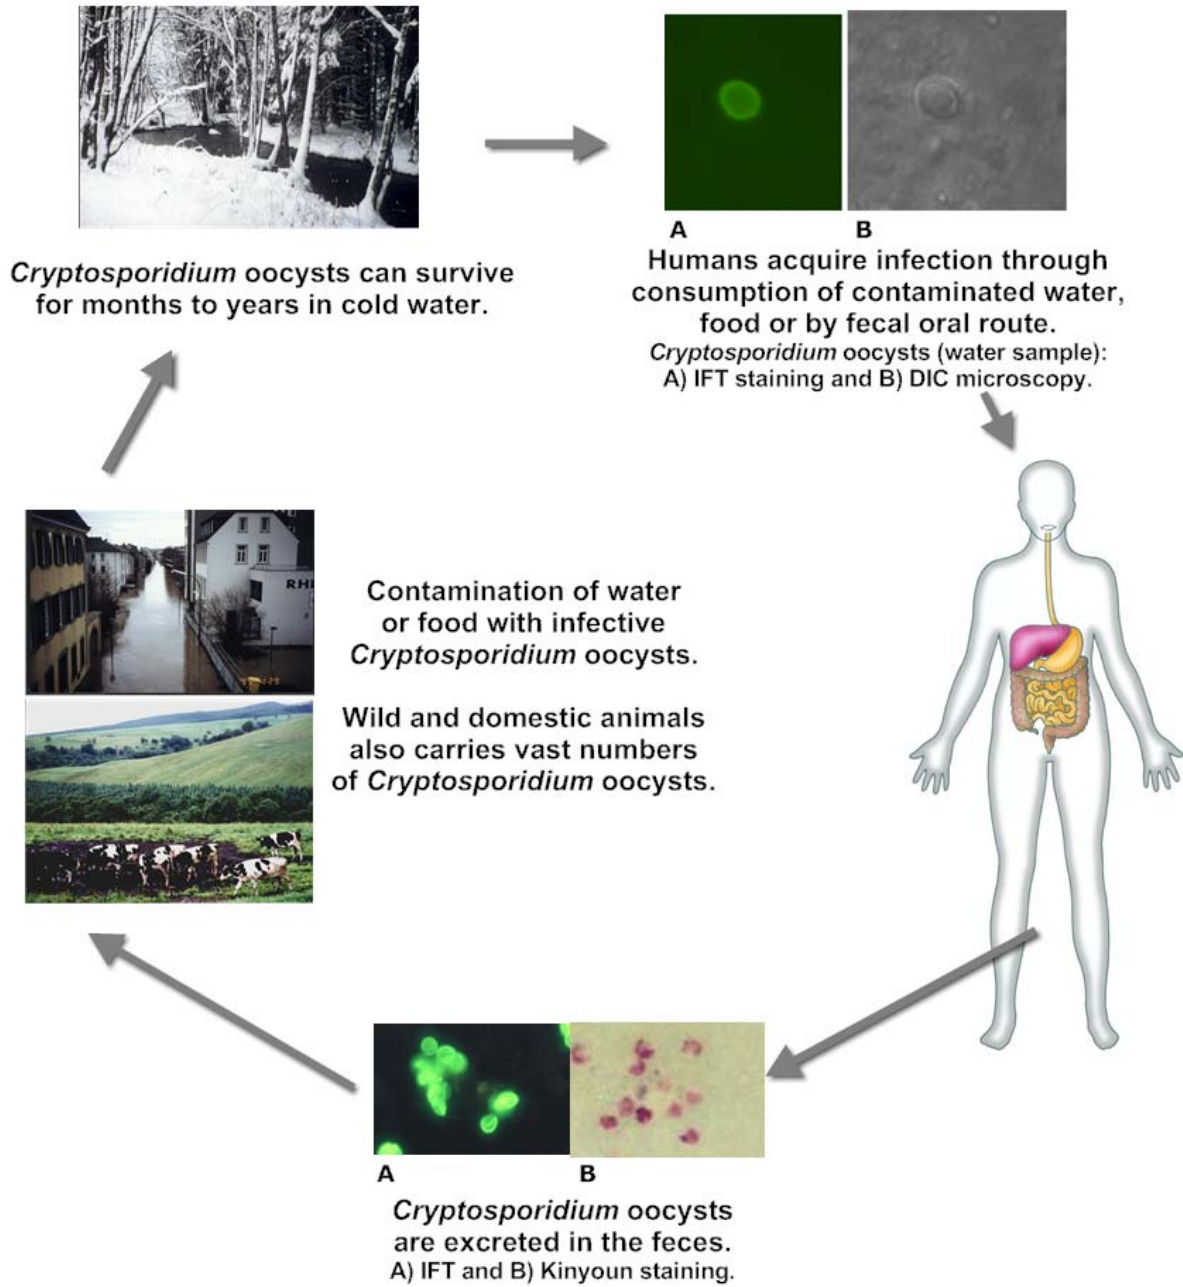 A
B
Cryptosporidium oocysts can survive
for months to years in cold water.
Humans acquire infection through
consumption of contaminated water,
food or by fecal oral route.
Cryptosporidium oocysts (water sample):
A) IFT staining and B) DIC microscopy.
RHE
Contamination of water
or food with infective
Cryptosporidium oocysts.
Wild and domestic animals
also carries vast numbers
of Cryptosporidium oocysts.
A
B
Cryptosporidium oocysts
are excreted in the feces.
A) IFT and B) Kinyoun staining.